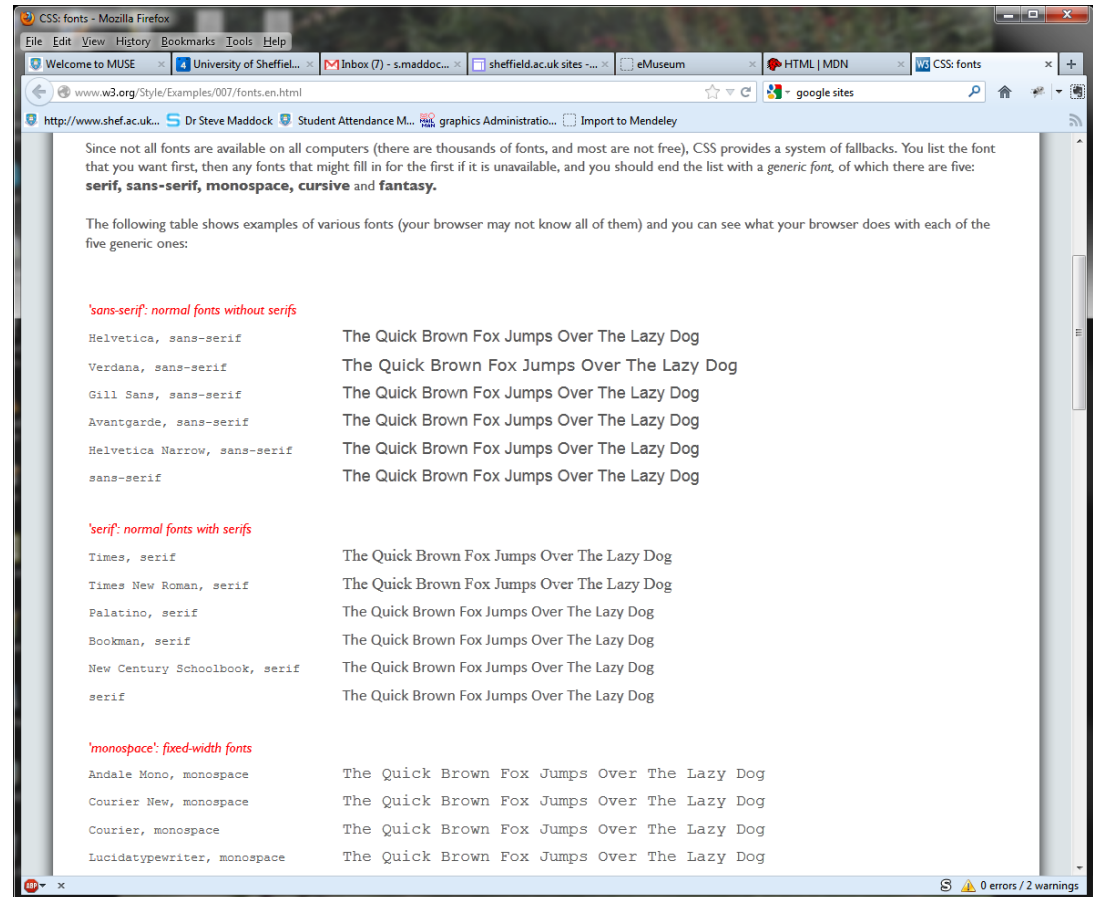 CSS: fonts - Mozilla Firefox
File Edit View History Bookmarks Tools Help
Welcome to MUSE × University of Sheffiel... × Inbox (7) - s.maddoc... × sheffield.ac.uk sites -... × eMuseum × HTML | MDN × W3 CSS: fonts × +
www.w3.org/Style/Examples/007/fonts.en.html google sites
http://www.shef.ac.uk... Dr Steve Maddock Student Attendance M... graphics Administratio... Import to Mendeley
Since not all fonts are available on all computers (there are thousands of fonts, and most are not free), CSS provides a system of fallbacks. You list the font
that you want first, then any fonts that might fill in for the first if it is unavailable, and you should end the list with a generic font, of which there are five:
serif, sans-serif, monospace, cursive and fantasy.
The following table shows examples of various fonts (your browser may not know all of them) and you can see what your browser does with each of the
five generic ones:
'sans-serif': normal fonts without serifs
Helvetica, sans-serif The Quick Brown Fox Jumps Over The Lazy Dog
Verdana, sans-serif The Quick Brown Fox Jumps Over The Lazy Dog
Gill Sans, sans-serif The Quick Brown Fox Jumps Over The Lazy Dog
Avantgarde, sans-serif The Quick Brown Fox Jumps Over The Lazy Dog
Helvetica Narrow, sans-serif The Quick Brown Fox Jumps Over The Lazy Dog
sans-serif The Quick Brown Fox Jumps Over The Lazy Dog
'serif': normal fonts with serifs
Times, serif The Quick Brown Fox Jumps Over The Lazy Dog
Times New Roman, serif The Quick Brown Fox Jumps Over The Lazy Dog
Palatino, serif The Quick Brown Fox Jumps Over The Lazy Dog
Bookman, serif The Quick Brown Fox Jumps Over The Lazy Dog
New Century Schoolbook, serif The Quick Brown Fox Jumps Over The Lazy Dog
serif The Quick Brown Fox Jumps Over The Lazy Dog
'monospace': fixed-width fonts
Andale Mono, monospace The Quick Brown Fox Jumps Over The Lazy Dog
Courier New, monospace The Quick Brown Fox Jumps Over The Lazy Dog
Courier, monospace The Quick Brown Fox Jumps Over The Lazy Dog
Lucidatypewriter, monospace The Quick Brown Fox Jumps Over The Lazy Dog
ABP × S 0 errors / 2 warnings